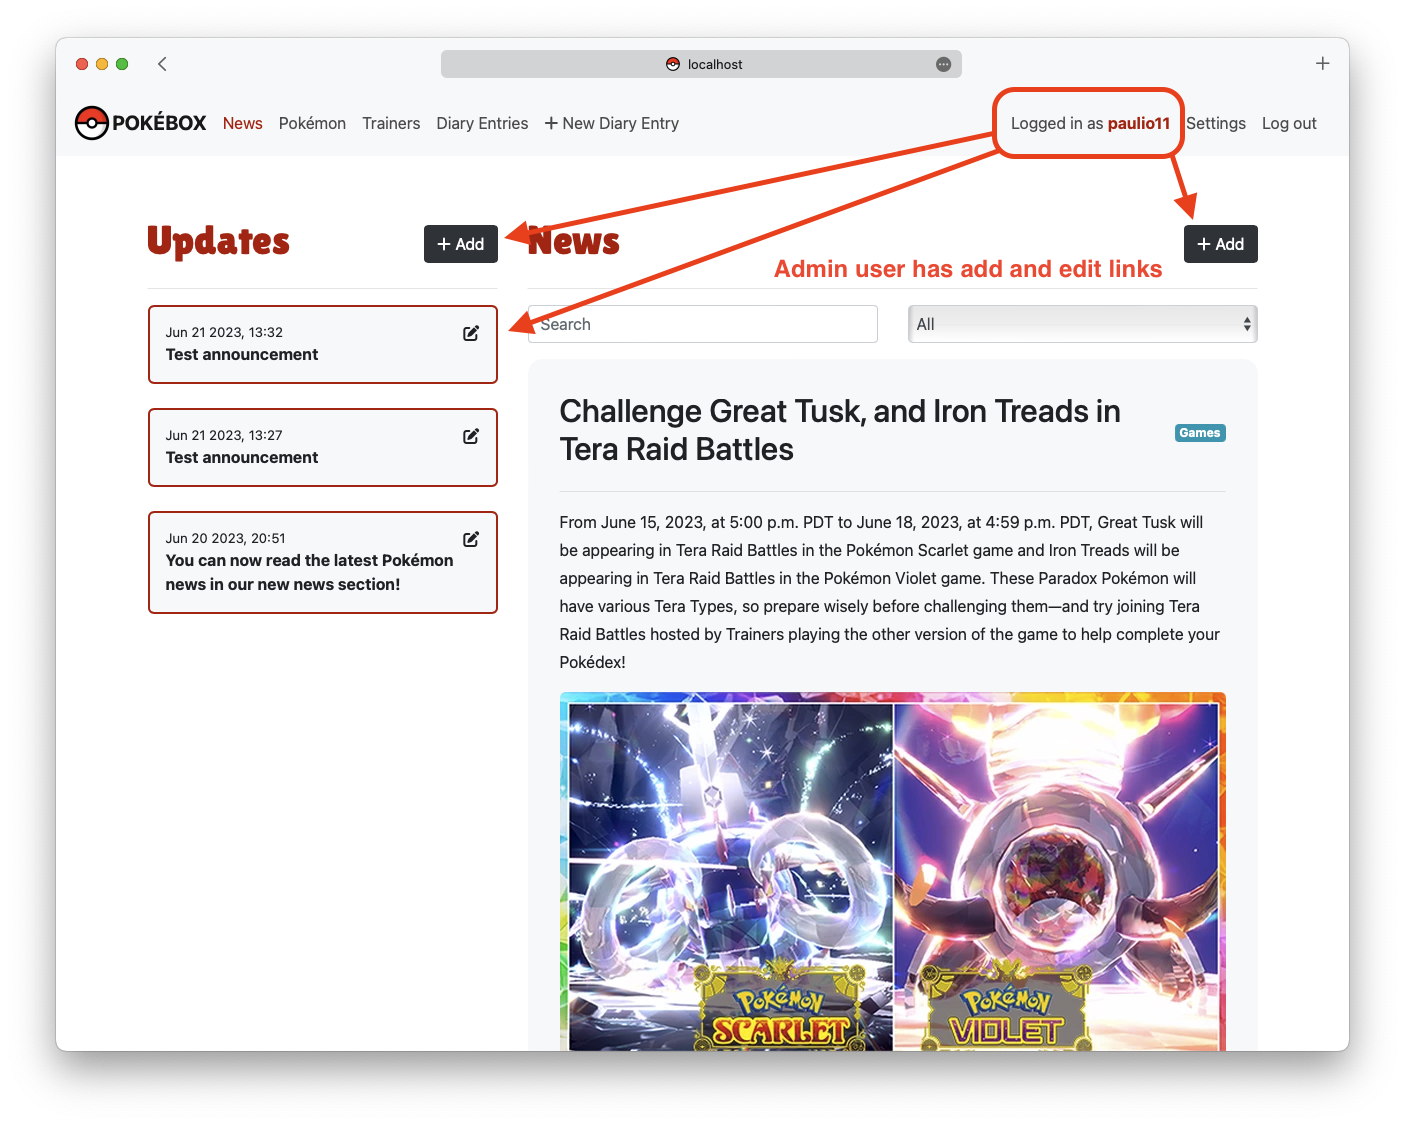 localhost
POKÉBOX News Pokémon Trainers Diary Entries + New Diary Entry Logged in as paulio11 Settings Log out
Updates
+ Add
News
+ Add
Admin user has add and edit links
Jun 21 2023, 13:32
Test announcement
Jun 21 2023, 13:27
Test announcement
Jun 20 2023, 20:51
You can now read the latest Pokémon
news in our new news section!
Search
All
Challenge Great Tusk, and Iron Treads in
Tera Raid Battles
Games
From June 15, 2023, at 5:00 p.m. PDT to June 18, 2023, at 4:59 p.m. PDT, Great Tusk will
be appearing in Tera Raid Battles in the Pokémon Scarlet game and Iron Treads will be
appearing in Tera Raid Battles in the Pokémon Violet game. These Paradox Pokémon will
have various Tera Types, so prepare wisely before challenging them—and try joining Tera
Raid Battles hosted by Trainers playing the other version of the game to help complete your
Pokédex!
POKÉMON
SCARLET
POKÉMON
VIOLET